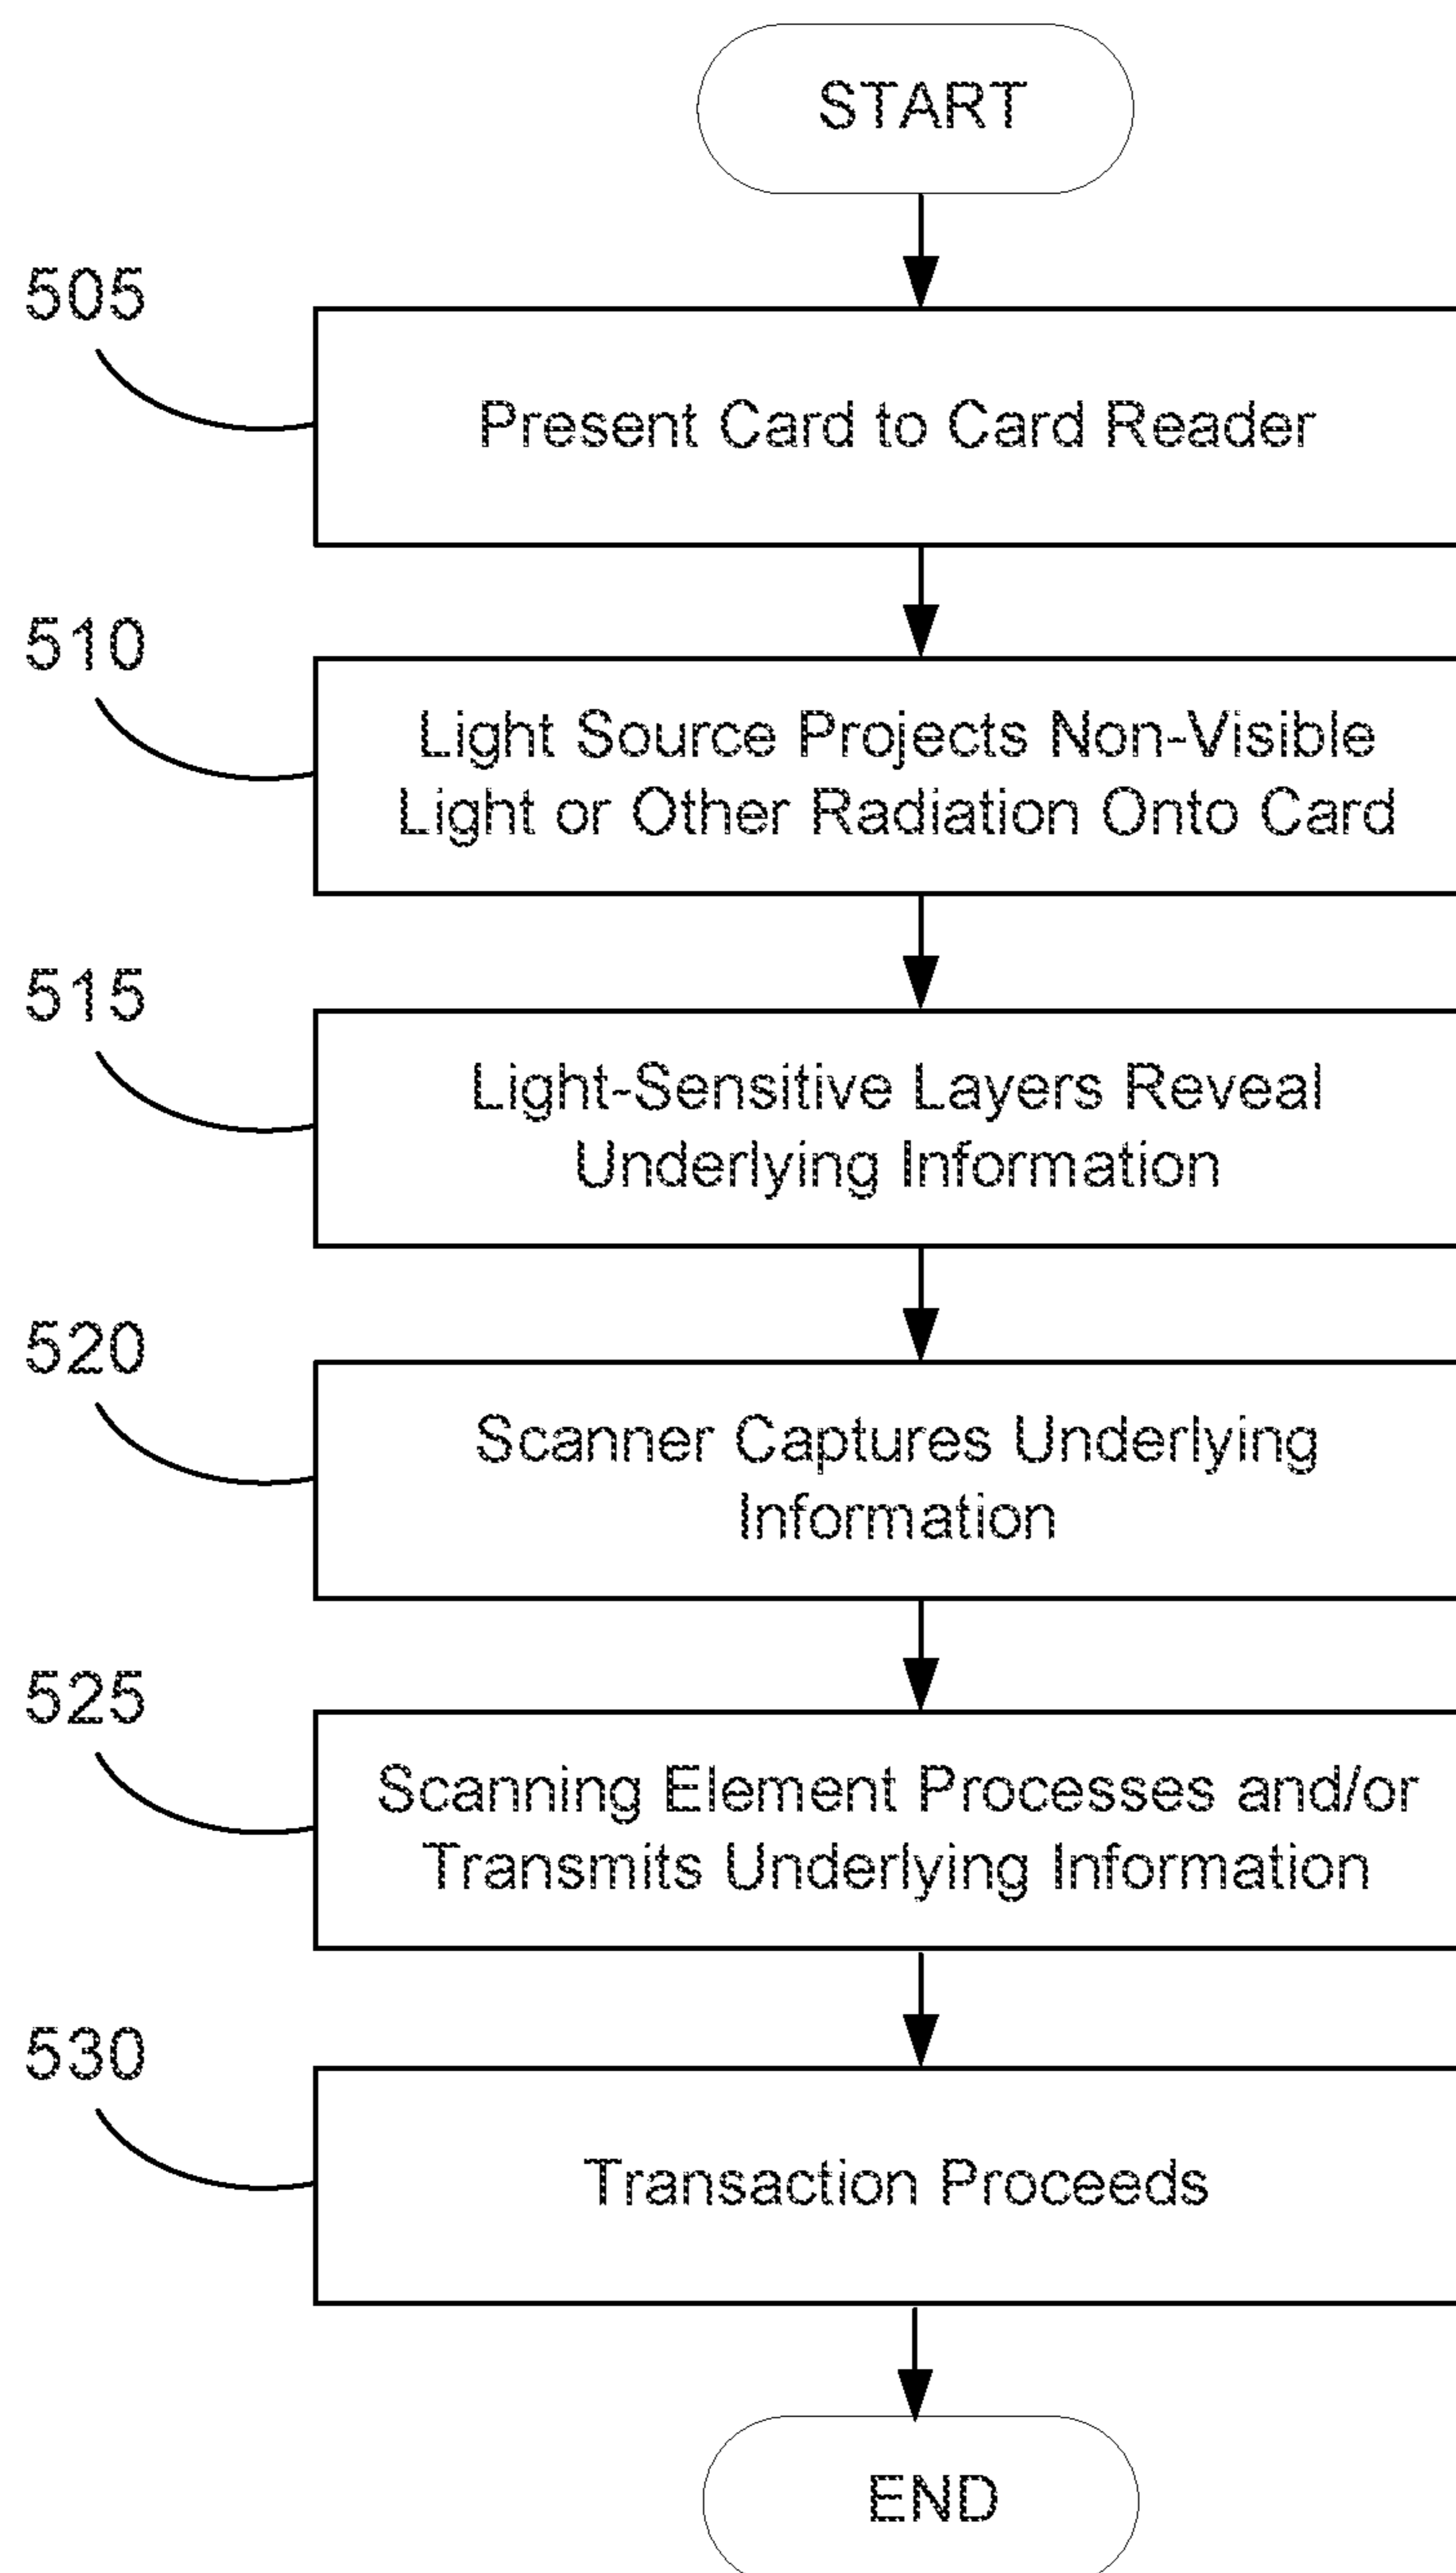 START
505
Present Card to Card Reader
510
Light Source Projects Non-Visible
Light or Other Radiation Onto Card
515
Light-Sensitive Layers Reveal
Underlying Information
520
Scanner Captures Underlying
Information
525
Scanning Element Processes and/or
Transmits Underlying Information
530
Transaction Proceeds
END